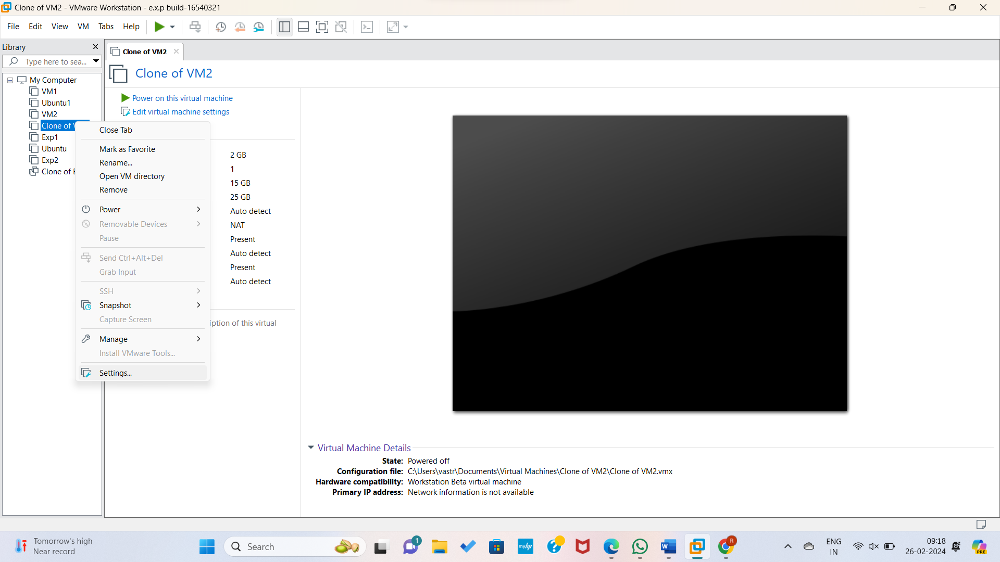 Clone of VM2 - VMware Workstation - e.x.p build-16540321
File Edit View VM Tabs Help
Library
Type here to sea...
My Computer
VM1
Ubuntu1
VM2
Clone of V
Exp1
Ubuntu
Exp2
Clone of E
Clone of VM2
Clone of VM2
Power on this virtual machine
Edit virtual machine settings
Close Tab
Mark as Favorite
Rename...
Open VM directory
Remove
Power
Removable Devices
Pause
Send Ctrl+Alt+Del
Grab Input
SSH
Snapshot
Capture Screen
Manage
Install VMware Tools...
Settings...
2 GB
1
15 GB
25 GB
Auto detect
NAT
Present
Auto detect
Present
Auto detect
iption of this virtual
Virtual Machine Details
State: Powered off
Configuration file: C:\Users\vastr\Documents\Virtual Machines\Clone of VM2\Clone of VM2.vmx
Hardware compatibility: Workstation Beta virtual machine
Primary IP address: Network information is not available
Tomorrow's high
Near record
Search
1
myhp
R
ENG
IN
09:18
26-02-2024
PRE